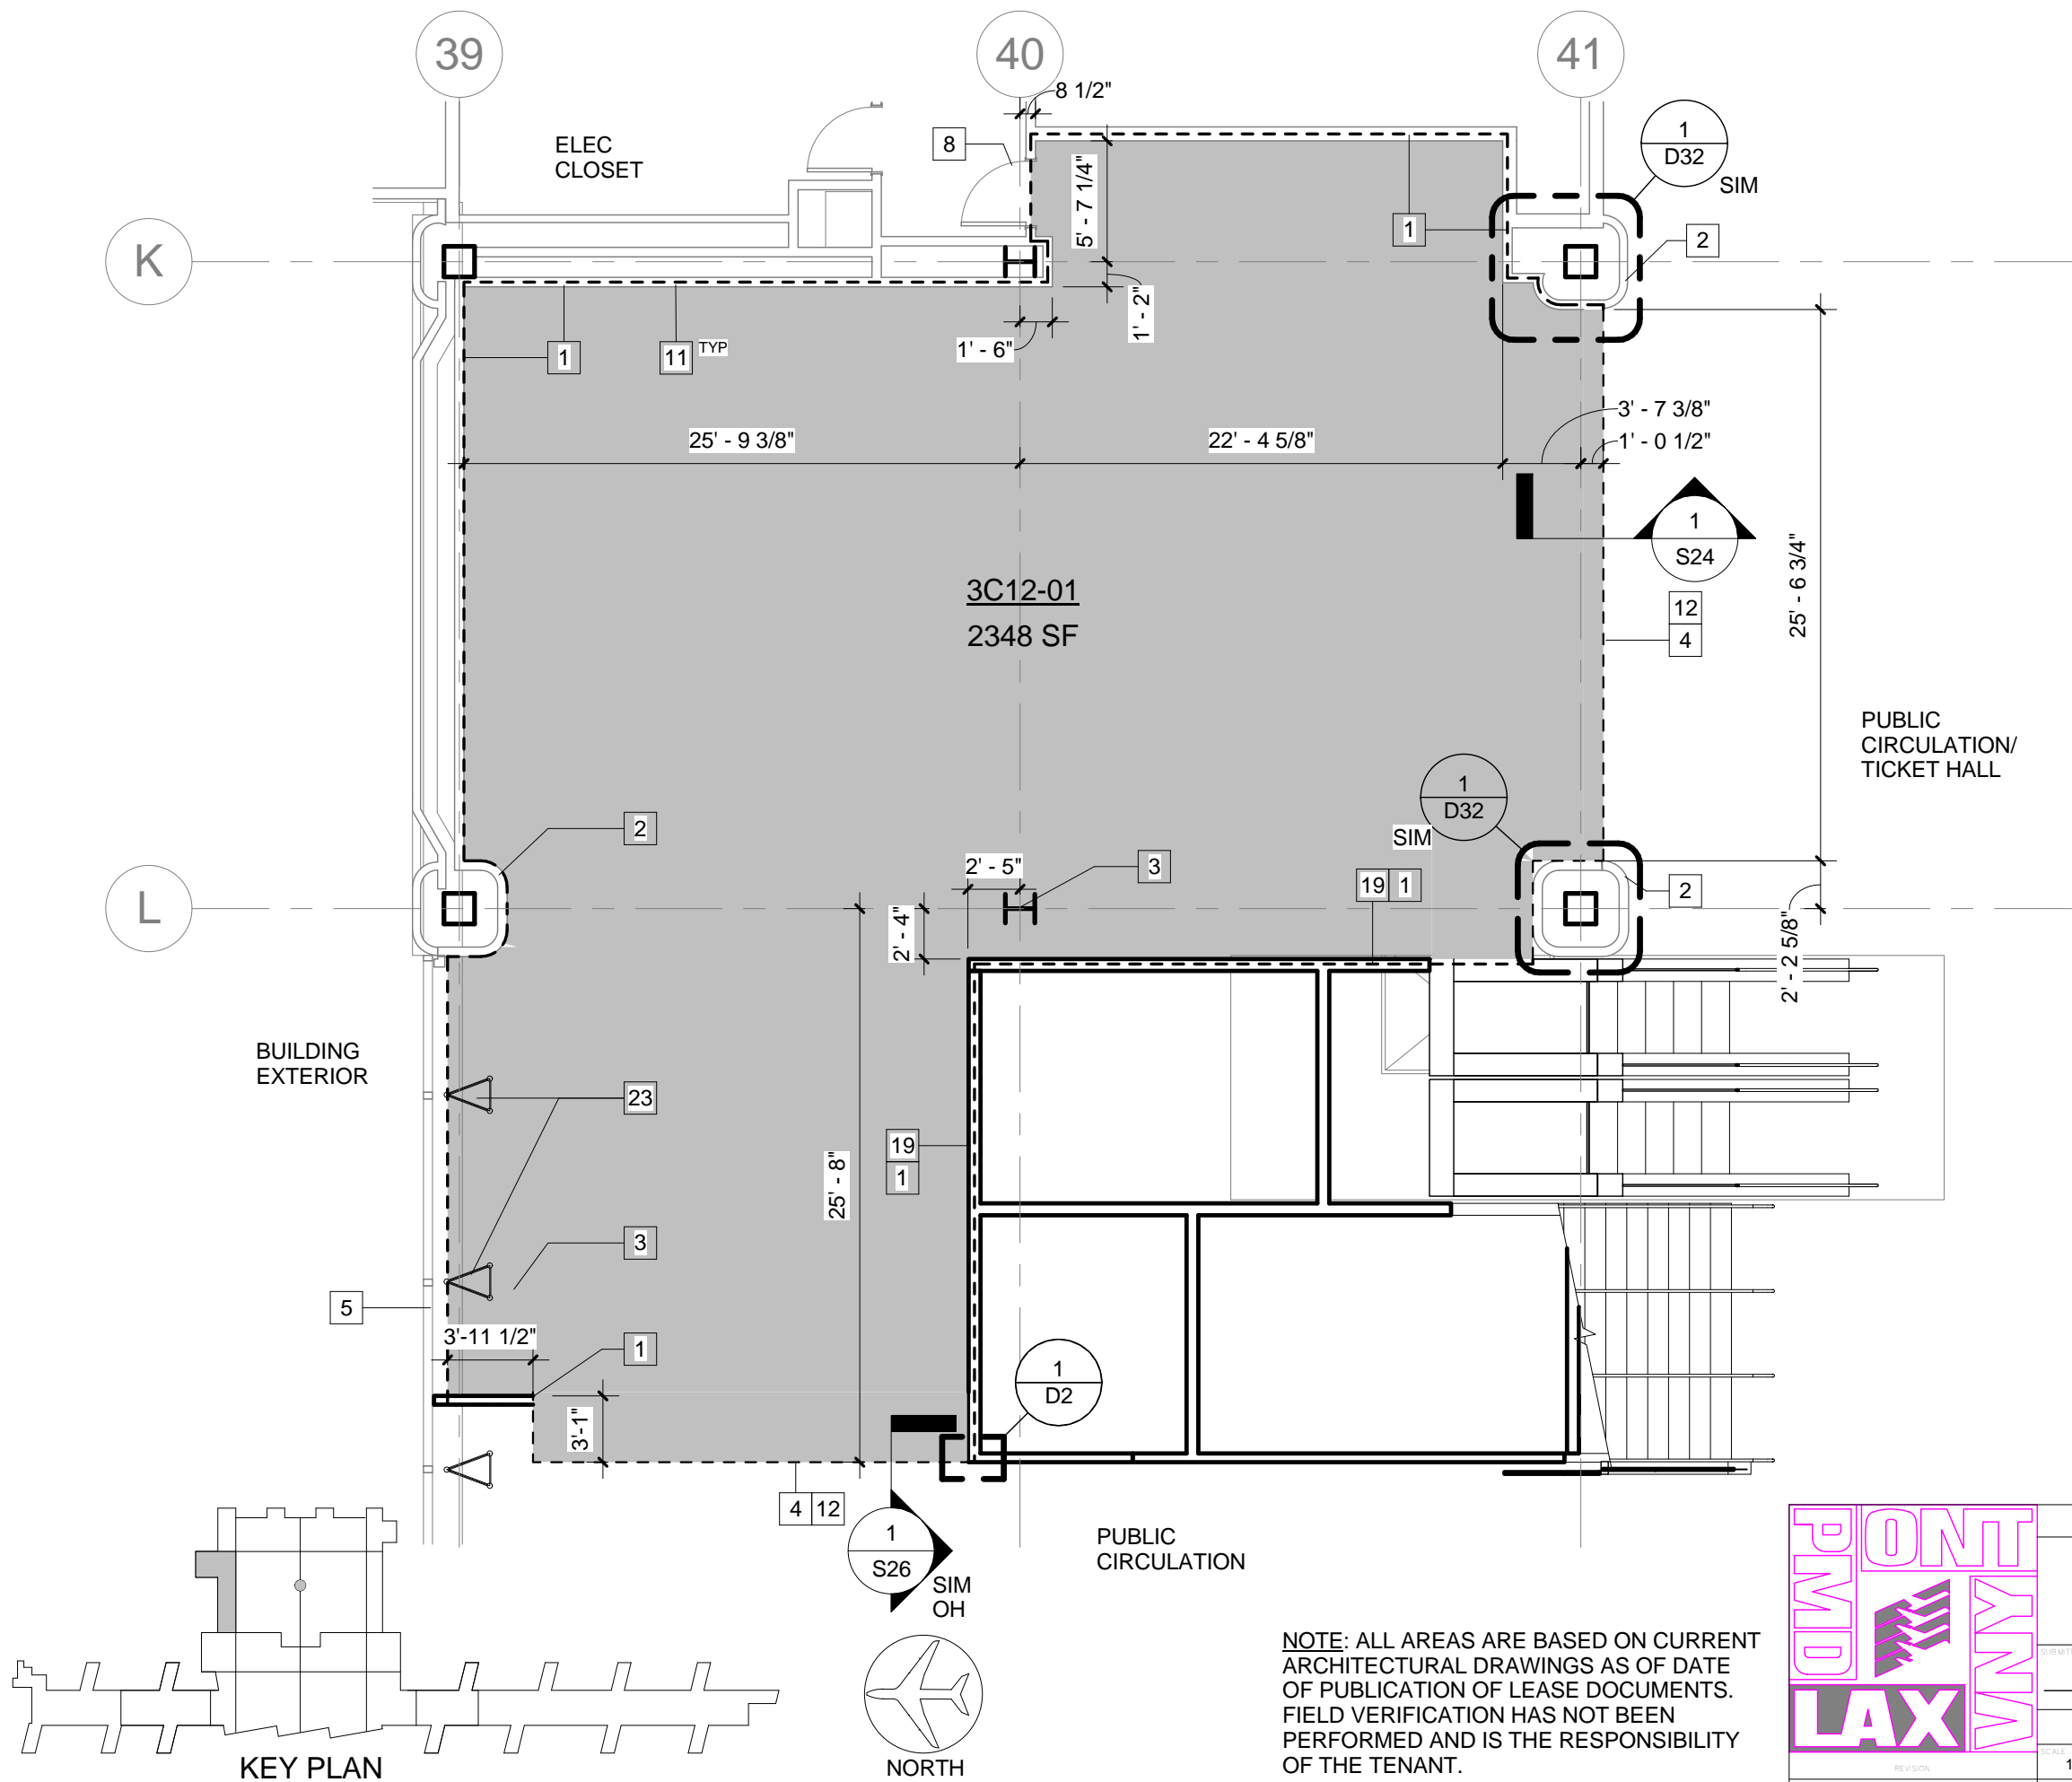 39
40
41
8 1/2"
ELEC
CLOSET
8
1
D32
SIM
5' - 7 1/4"
K
1
2
1' - 2"
1' - 6"
1
11
TYP
3' - 7 3/8"
25' - 9 3/8"
22' - 4 5/8"
1' - 0 1/2"
1
S24
25' - 6 3/4"
3C12-01
2348 SF
12
4
PUBLIC
CIRCULATION/
TICKET HALL
1
D32
SIM
2
2' - 5"
3
19 1
2
L
2' - 4"
2' - 2 5/8"
BUILDING
EXTERIOR
23
19
1
25' - 8"
3
5
3'-11 1/2"
1
1
D2
3'-1"
4 12
1
S26
SIM
OH
PUBLIC
CIRCULATION
KEY PLAN
NORTH
NOTE: ALL AREAS ARE BASED ON CURRENT
ARCHITECTURAL DRAWINGS AS OF DATE
OF PUBLICATION OF LEASE DOCUMENTS.
FIELD VERIFICATION HAS NOT BEEN
PERFORMED AND IS THE RESPONSIBILITY
OF THE TENANT.
ONT
PMD
VNY
LAX
REVISION
SCALE
1